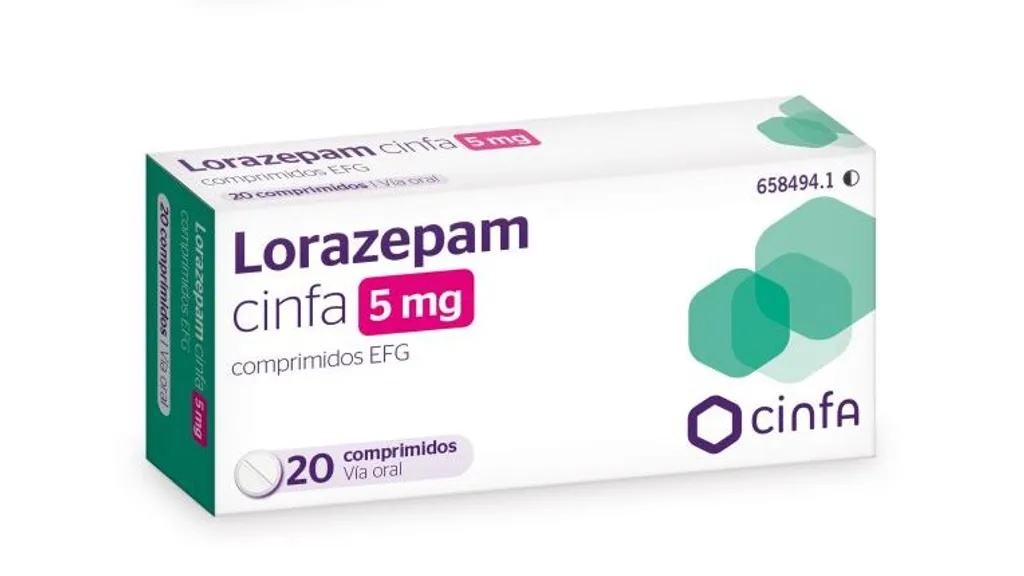 Lorazepam cinfa 5 mg
comprimidos EFG
20 comprimidos | Vía oral
658494.1
Lorazepam
cinfa 5 mg
comprimidos EFG
20 comprimidos
Vía oral
cinfa
Lorazepam cinfa 5 mg
comprimidos EFG
20 comprimidos | Vía oral